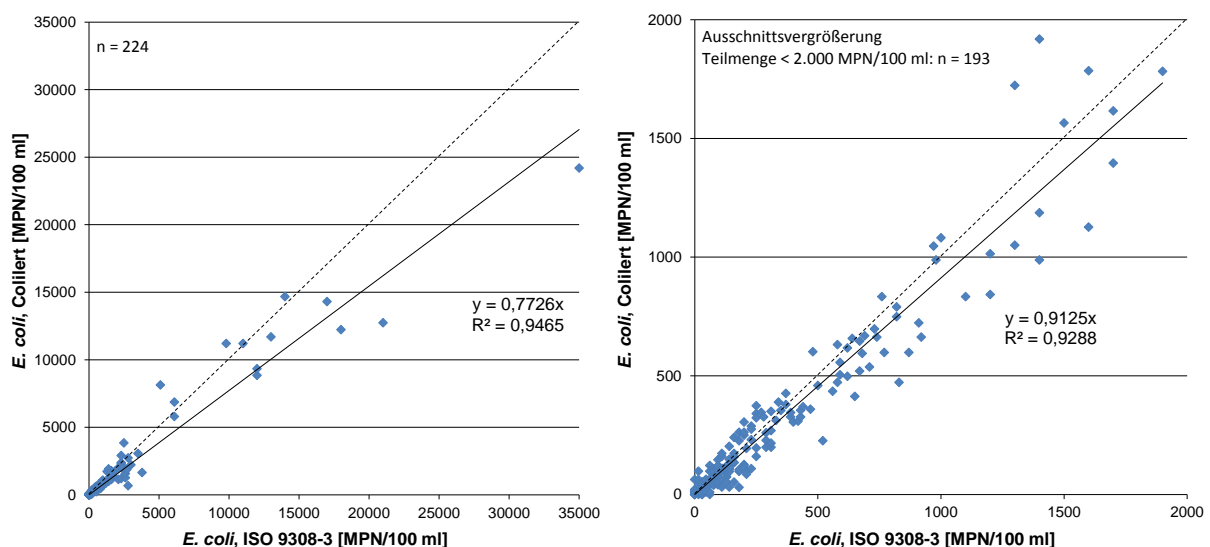 n = 224
35000
30000
25000
20000
15000
10000
5000
0
E. coli, Colilert [MPN/100 ml]
y = 0,7726x
R² = 0,9465
0 5000 10000 15000 20000 25000 30000 35000
E. coli, ISO 9308-3 [MPN/100 ml]
Ausschnittsvergrößerung
Teilmenge < 2.000 MPN/100 ml: n = 193
2000
1500
1000
500
0
E. coli, Colilert [MPN/100 ml]
y = 0,9125x
R² = 0,9288
0 500 1000 1500 2000
E. coli, ISO 9308-3 [MPN/100 ml]